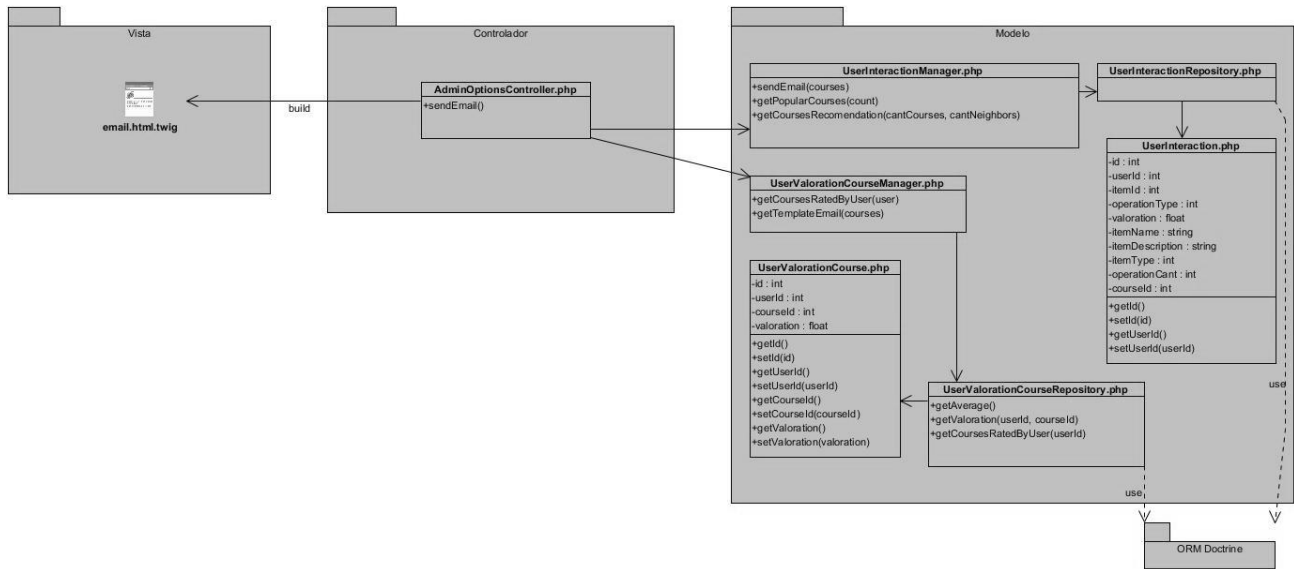 Vista
email.html.twig
build
Controlador
AdminOptionsController.php
+sendEmail()
Modelo
UserInteractionManager.php
+sendEmail(courses)
+getPopularCourses(count)
+getCoursesRecomendation(cantCourses, cantNeighbors)
UserInteractionRepository.php
UserInteraction.php
-id : int
-userId : int
-itemId : int
-operationType : int
-valoration : float
-itemName : string
-itemDescription : string
-itemType : int
-operationCant : int
-courseId : int
+getId()
+setId(id)
+getUserId()
+setUserId(userId)
UserValorationCourseManager.php
+getCoursesRatedByUser(user)
+getTemplateEmail(courses)
UserValorationCourse.php
-id : int
-userId : int
-courseId : int
-valoration : float
+getId()
+setId(id)
+getUserId()
+setUserId(userId)
+getCourseId()
+setCourseId(courseId)
+getValoration()
+setValoration(valoration)
UserValorationCourseRepository.php
+getAverage()
+getValoration(userId, courseId)
+getCoursesRatedByUser(userId)
use
use
ORM Doctrine